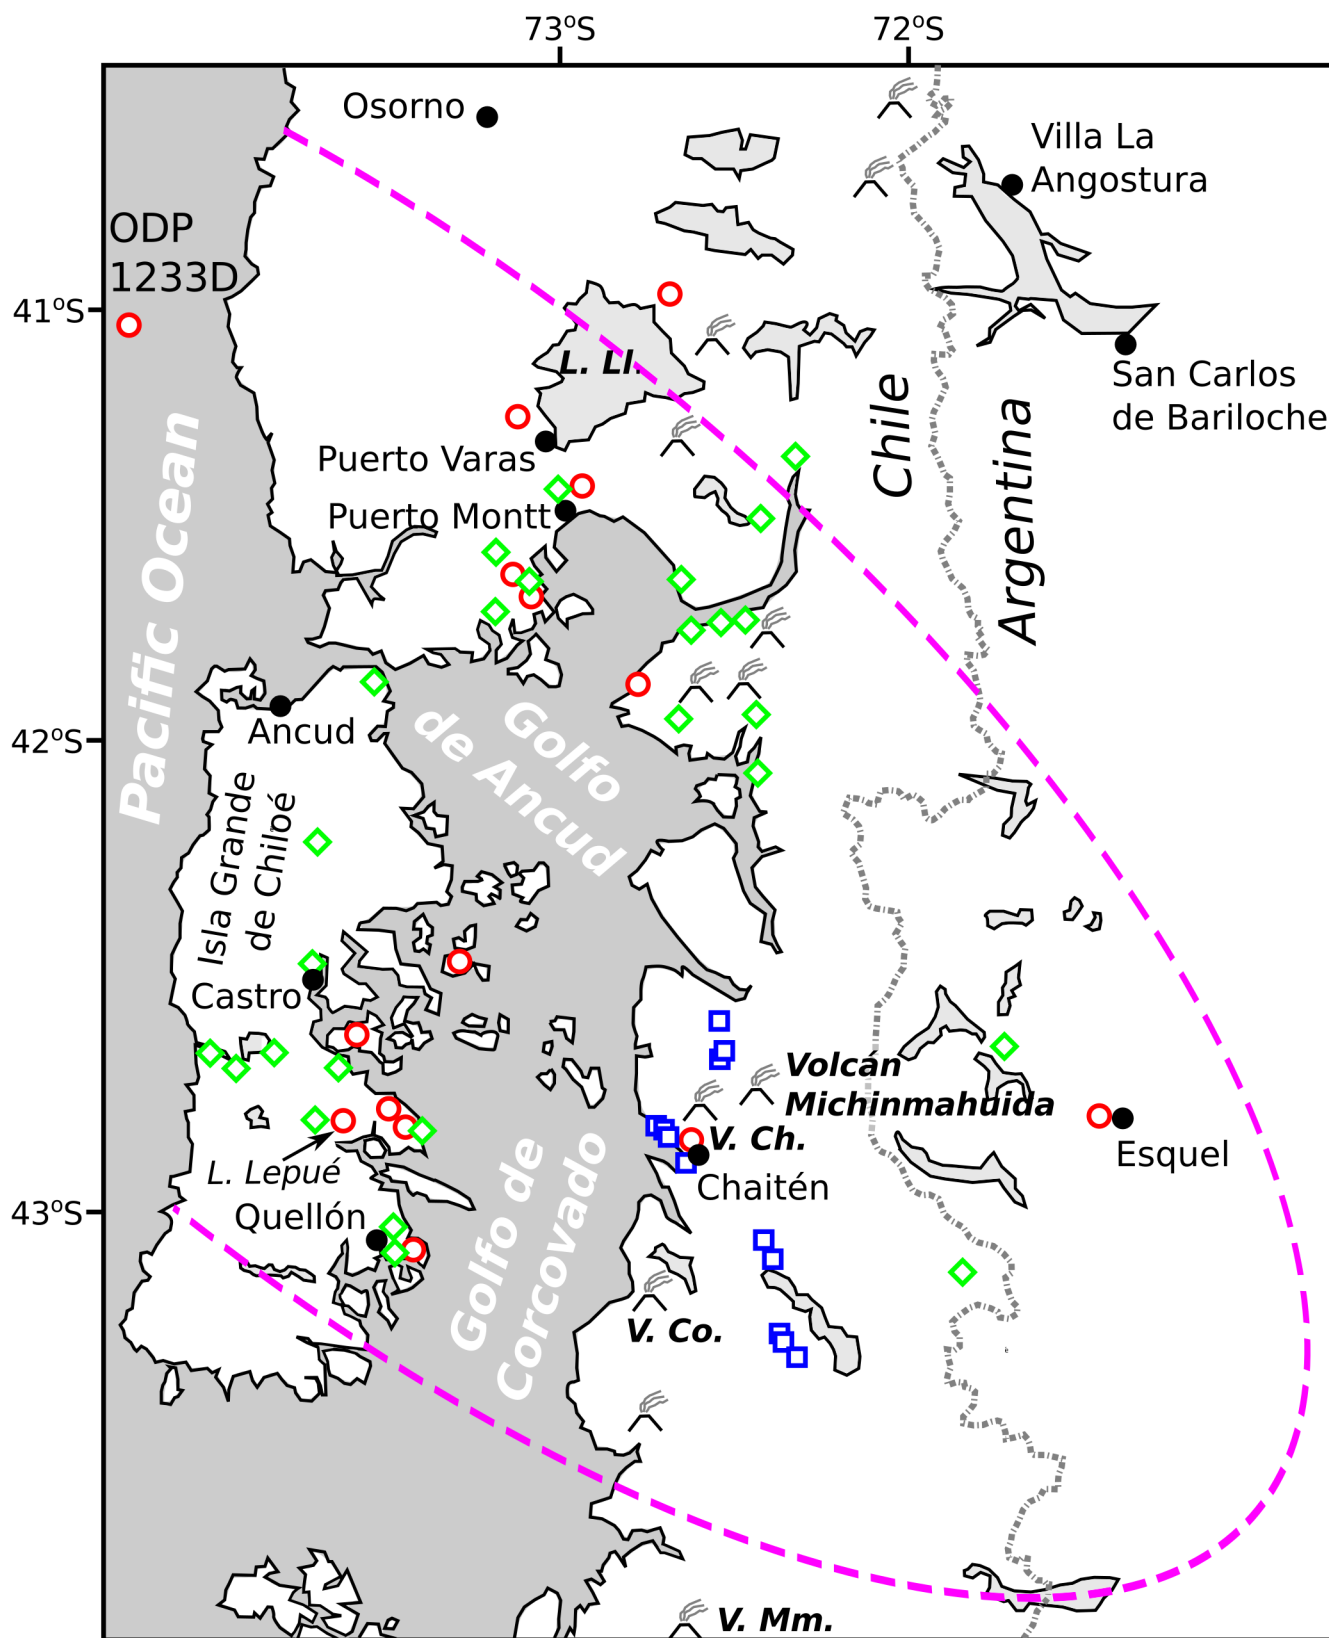 73ºS
72ºS
Osorno
Villa La
Angostura
ODP
1233D
41ºS
L. Ll.
San Carlos
de Bariloche
Chile
Argentina
Puerto Varas
Puerto Montt
Pacific Ocean
Ancud
42ºS
Golfo
de Ancud
Isla Grande
de Chiloé
Castro
Volcán
Michinmahuida
V. Ch.
Chaitén
Esquel
L. Lepué
Quellón
43ºS
Golfo de
Corcovado
V. Co.
V. Mm.